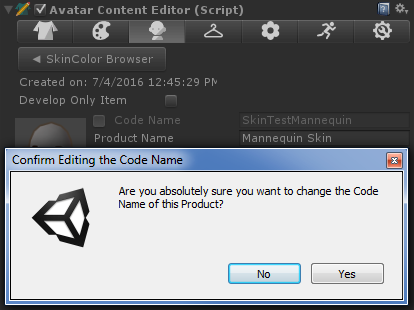 Avatar Content Editor (Script)
◄ SkinColor Browser
Created on: 7/4/2016 12:45:29 PM
Develop Only Item
Code Name SkinTestMannequin
Product Name Mannequin Skin
Confirm Editing the Code Name
Are you absolutely sure you want to change the Code
Name of this Product?
No Yes